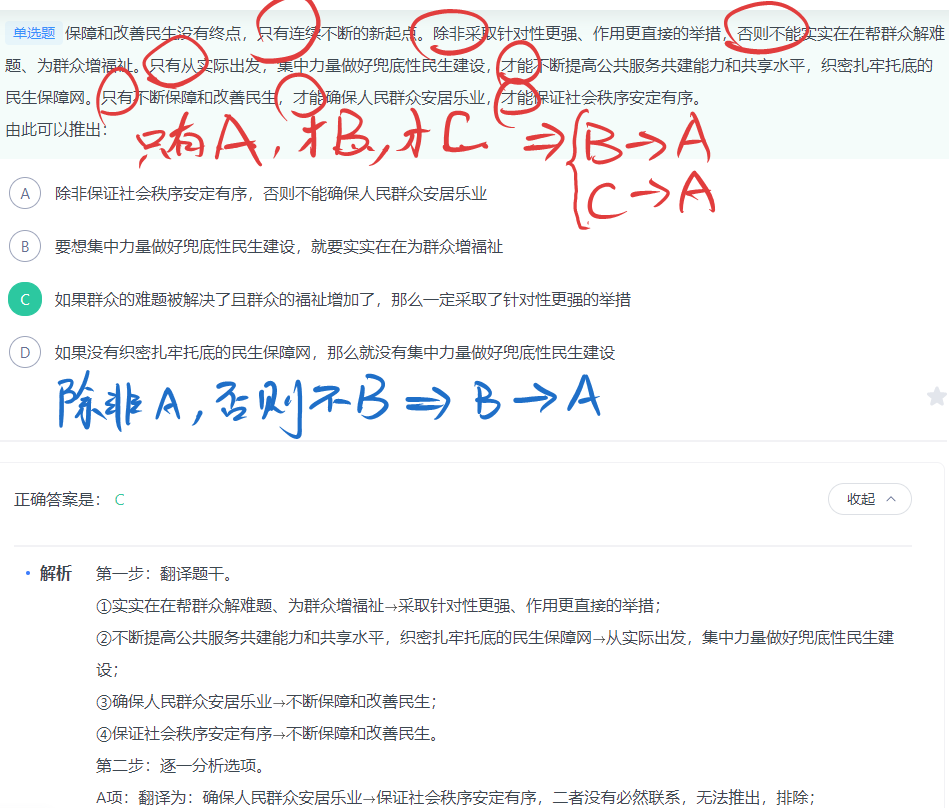 单选题 保障和改善民生没有终点，只有连续不断的新起点。除非采取针对性更强、作用更直接的举措，否则不能实实在在帮群众解难
题、为群众增福祉。只有从实际出发，集中力量做好兜底性民生建设，才能不断提高公共服务共建能力和共享水平，织密扎牢托底的
民生保障网。只有不断保障和改善民生，才能确保人民群众安居乐业，才能保证社会秩序安定有序。
由此可以推出：
只有A，才B，才C ⇒ { B→A
C→A
A 除非保证社会秩序安定有序，否则不能确保人民群众安居乐业
B 要想集中力量做好兜底性民生建设，就要实实在在为群众增福祉
C 如果群众的难题被解决了且群众的福祉增加了，那么一定采取了针对性更强的举措
D 如果没有织密扎牢托底的民生保障网，那么就没有集中力量做好兜底性民生建设
除非A，否则不B ⇒ B→A
正确答案是： C
收起
• 解析 第一步：翻译题干。
①实实在在帮群众解难题、为群众增福祉→采取针对性更强、作用更直接的举措；
②不断提高公共服务共建能力和共享水平，织密扎牢托底的民生保障网→从实际出发，集中力量做好兜底性民生建
设；
③确保人民群众安居乐业→不断保障和改善民生；
④保证社会秩序安定有序→不断保障和改善民生。
第二步：逐一分析选项。
A项：翻译为：确保人民群众安居乐业→保证社会秩序安定有序，二者没有必然联系，无法推出，排除；